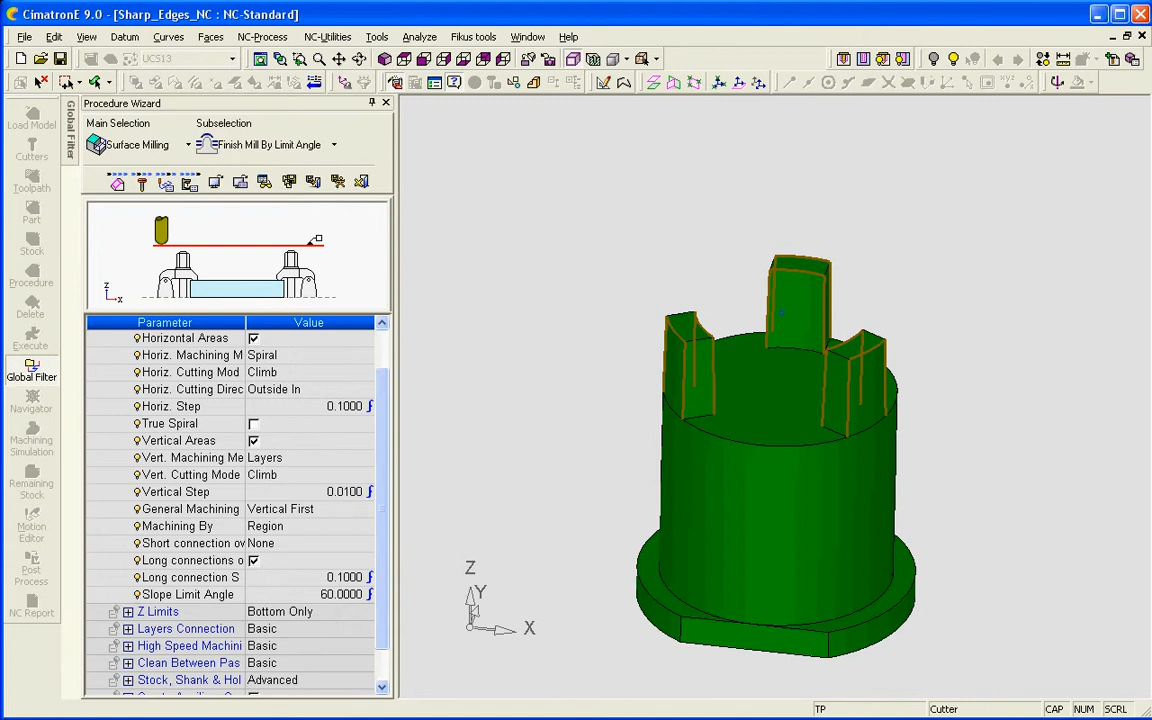 CimatronE 9.0 - [Sharp_Edges_NC : NC-Standard]
File Edit View Datum Curves Faces NC-Process NC-Utilities Tools Analyze Fikus tools Window Help
UCS13
Load Model
Cutters
Toolpath
Part
Stock
Procedure
Delete
Execute
Global Filter
Navigator
Machining Simulation
Remaining Stock
Motion Editor
Post Process
NC Report
Global Filter
Procedure Wizard
Main Selection Subselection
Surface Milling Finish Mill By Limit Angle
z
x
Parameter Value
Horizontal Areas
Horiz. Machining M Spiral
Horiz. Cutting Mod Climb
Horiz. Cutting Direc Outside In
Horiz. Step 0.1000 f
True Spiral
Vertical Areas
Vert. Machining Me Layers
Vert. Cutting Mode Climb
Vertical Step 0.0100 f
General Machining Vertical First
Machining By Region
Short connection ov None
Long connections o
Long connection S 0.1000 f
Slope Limit Angle 60.0000 f
Z Limits Bottom Only
Layers Connection Basic
High Speed Machini Basic
Clean Between Pas Basic
Stock, Shank & Hol Advanced
Z
Y
X
TP Cutter CAP NUM SCRL